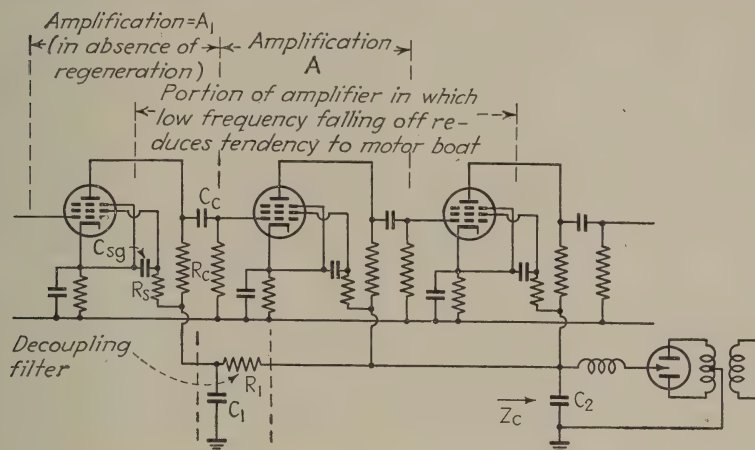 Amplification=A₁
(in absence of
regeneration)
Amplification
A
Portion of amplifier in which
low frequency falling off re-
duces tendency to motor boat
Cc
Csg
Rs
Rc
Decoupling
filter
R₁
C₁
Zc
C₂